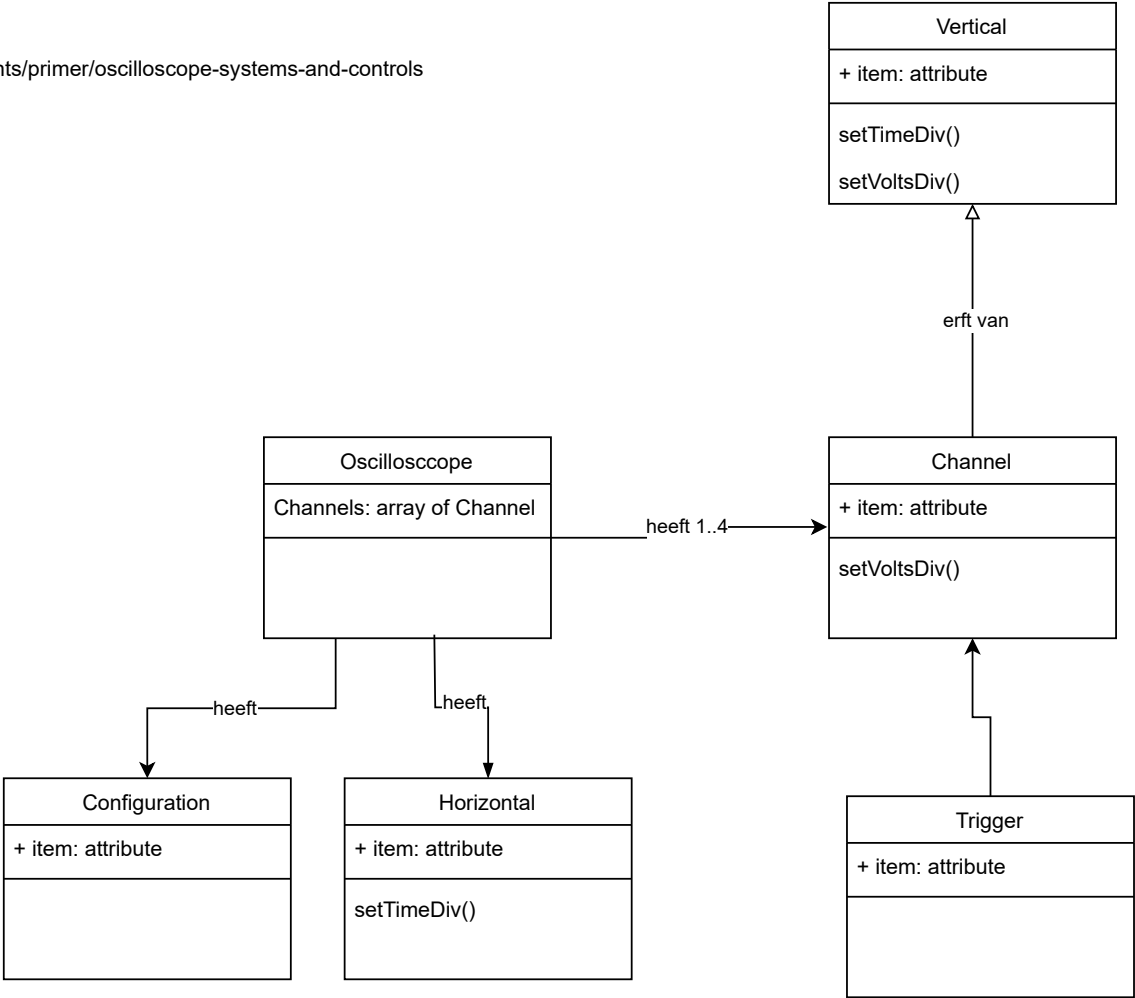 nts/primer/oscilloscope-systems-and-controls
Vertical
+ item: attribute
setTimeDiv()
setVoltsDiv()
erft van
Oscillosccope
Channels: array of Channel
heeft 1..4
Channel
+ item: attribute
setVoltsDiv()
heeft
heeft
Configuration
+ item: attribute
Horizontal
+ item: attribute
setTimeDiv()
Trigger
+ item: attribute